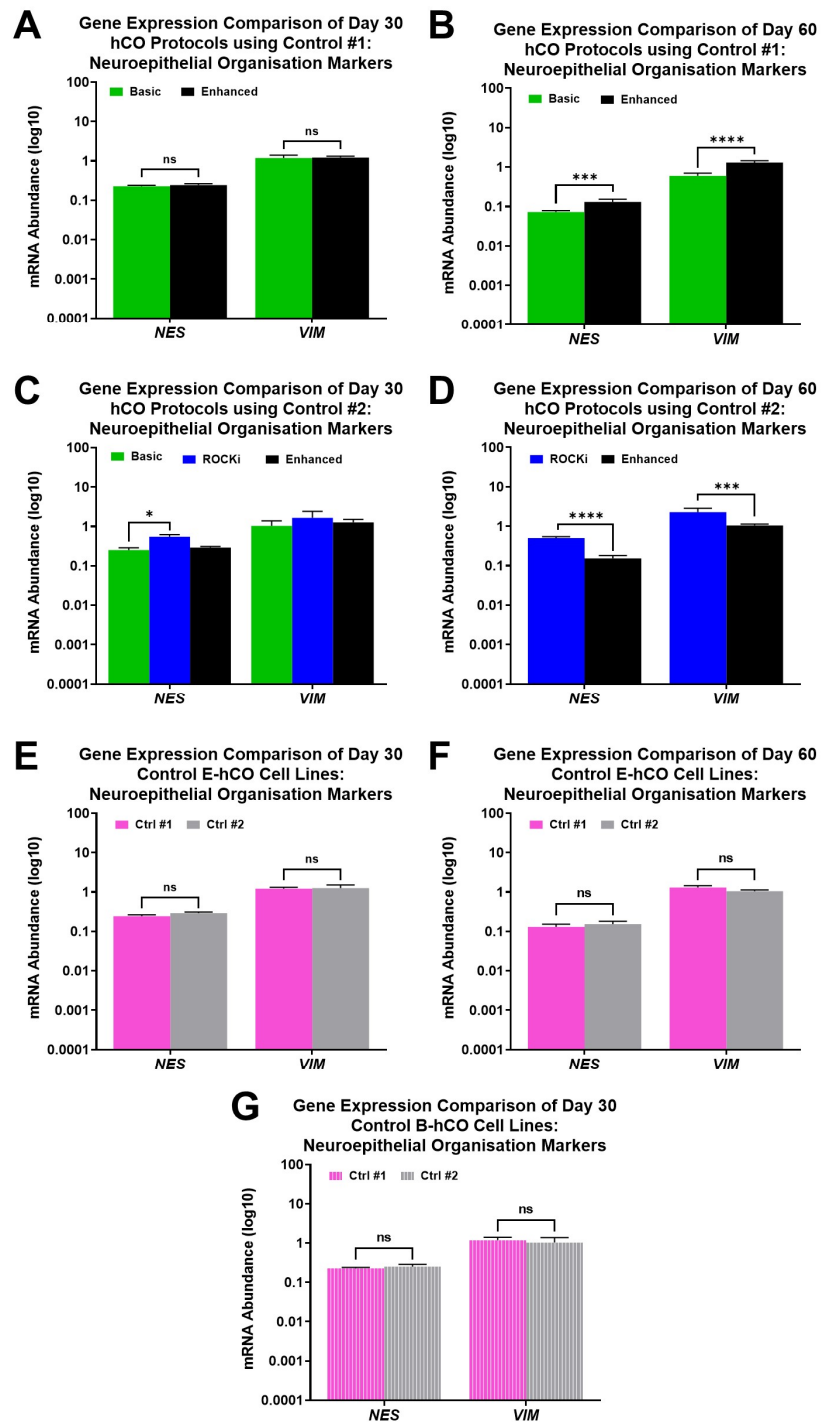 A
Gene Expression Comparison of Day 30
hCO Protocols using Control #1:
Neuroepithelial Organisation Markers
mRNA Abundance (log10)
Basic Enhanced
100
10
1
0.1
0.01
0.001
0.0001
ns
ns
NES VIM
B
Gene Expression Comparison of Day 60
hCO Protocols using Control #1:
Neuroepithelial Organisation Markers
mRNA Abundance (log10)
Basic Enhanced
100
10
1
0.1
0.01
0.001
0.0001
***
****
NES VIM
C
Gene Expression Comparison of Day 30
hCO Protocols using Control #2:
Neuroepithelial Organisation Markers
mRNA Abundance (log10)
Basic ROCKi Enhanced
100
10
1
0.1
0.01
0.001
0.0001
*
NES VIM
D
Gene Expression Comparison of Day 60
hCO Protocols using Control #2:
Neuroepithelial Organisation Markers
mRNA Abundance (log10)
ROCKi Enhanced
100
10
1
0.1
0.01
0.001
0.0001
****
***
NES VIM
E
Gene Expression Comparison of Day 30
Control E-hCO Cell Lines:
Neuroepithelial Organisation Markers
mRNA Abundance (log10)
Ctrl #1 Ctrl #2
100
10
1
0.1
0.01
0.001
0.0001
ns
ns
NES VIM
F
Gene Expression Comparison of Day 60
Control E-hCO Cell Lines:
Neuroepithelial Organisation Markers
mRNA Abundance (log10)
Ctrl #1 Ctrl #2
100
10
1
0.1
0.01
0.001
0.0001
ns
ns
NES VIM
G
Gene Expression Comparison of Day 30
Control B-hCO Cell Lines:
Neuroepithelial Organisation Markers
mRNA Abundance (log10)
Ctrl #1 Ctrl #2
100
10
1
0.1
0.01
0.001
0.0001
ns
ns
NES VIM